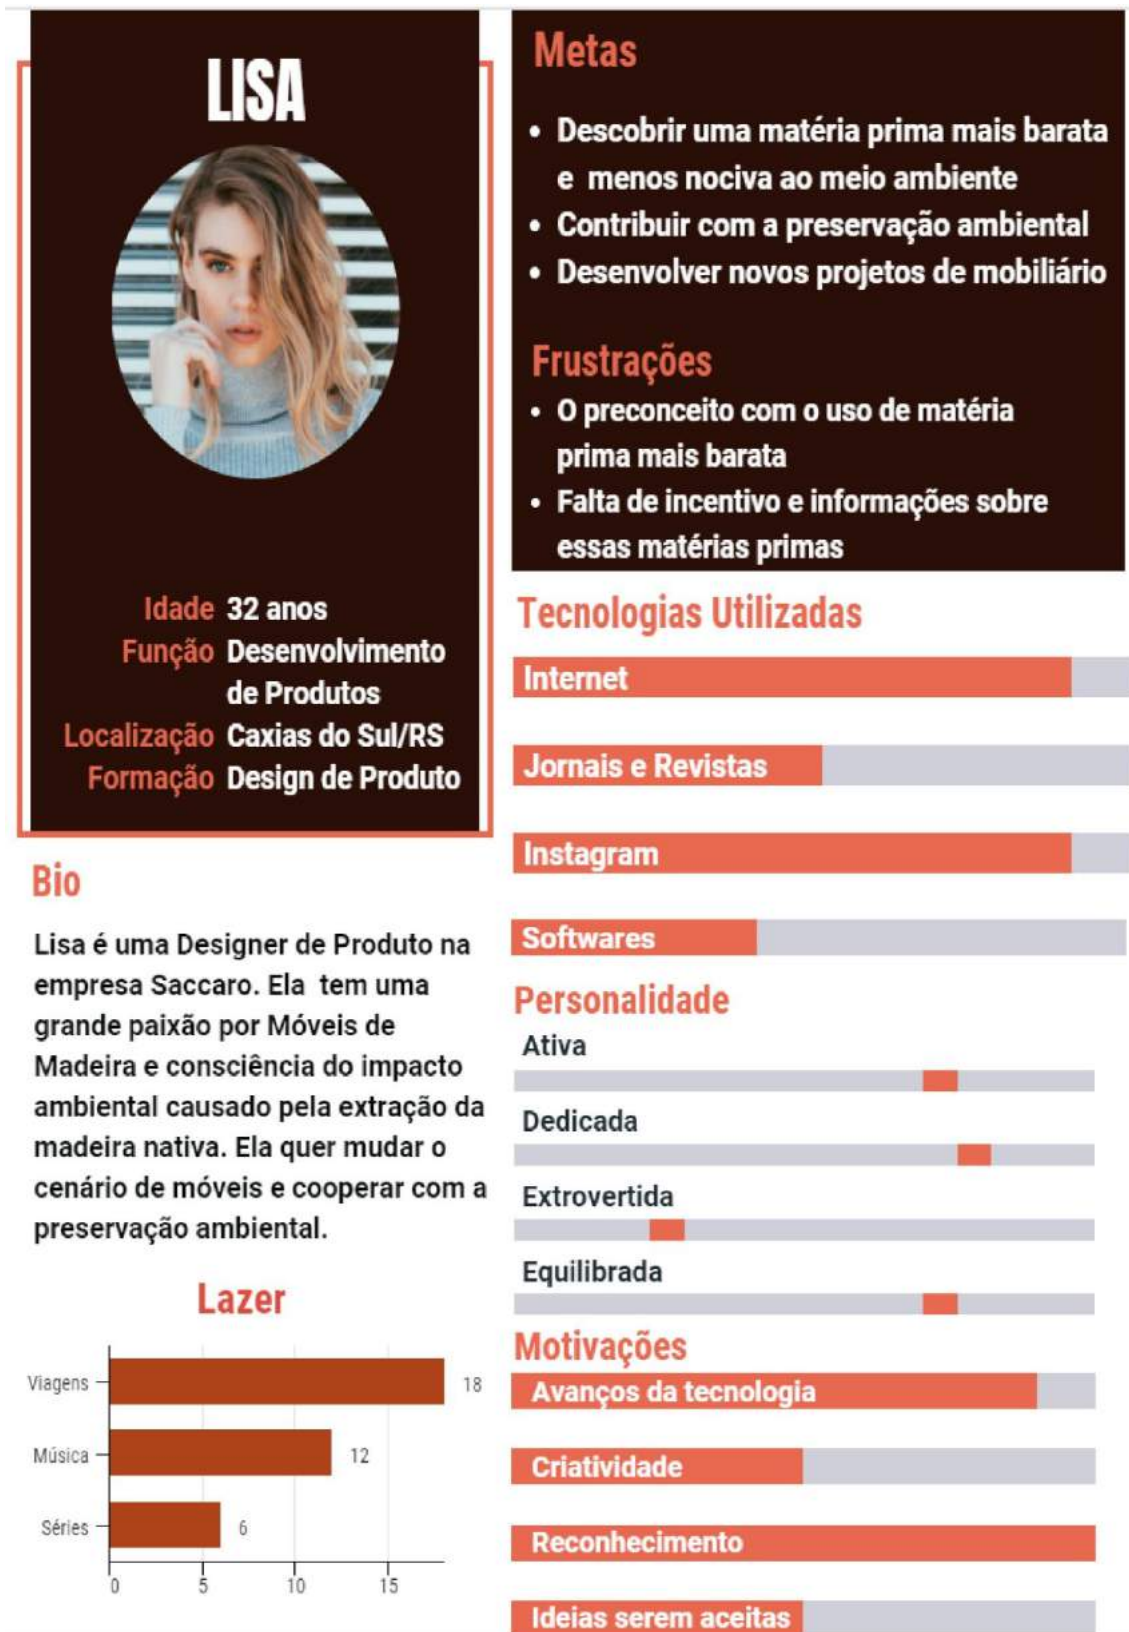 LISA
Idade 32 anos
Função Desenvolvimento
de Produtos
Localização Caxias do Sul/RS
Formação Design de Produto
Bio
Lisa é uma Designer de Produto na
empresa Saccaro. Ela tem uma
grande paixão por Móveis de
Madeira e consciência do impacto
ambiental causado pela extração da
madeira nativa. Ela quer mudar o
cenário de móveis e cooperar com a
preservação ambiental.
Lazer
Viagens 18
Música 12
Séries 6
0 5 10 15
Metas
• Descobrir uma matéria prima mais barata
e menos nociva ao meio ambiente
• Contribuir com a preservação ambiental
• Desenvolver novos projetos de mobiliário
Frustrações
• O preconceito com o uso de matéria
prima mais barata
• Falta de incentivo e informações sobre
essas matérias primas
Tecnologias Utilizadas
Internet
Jornais e Revistas
Instagram
Softwares
Personalidade
Ativa
Dedicada
Extrovertida
Equilibrada
Motivações
Avanços da tecnologia
Criatividade
Reconhecimento
Ideias serem aceitas